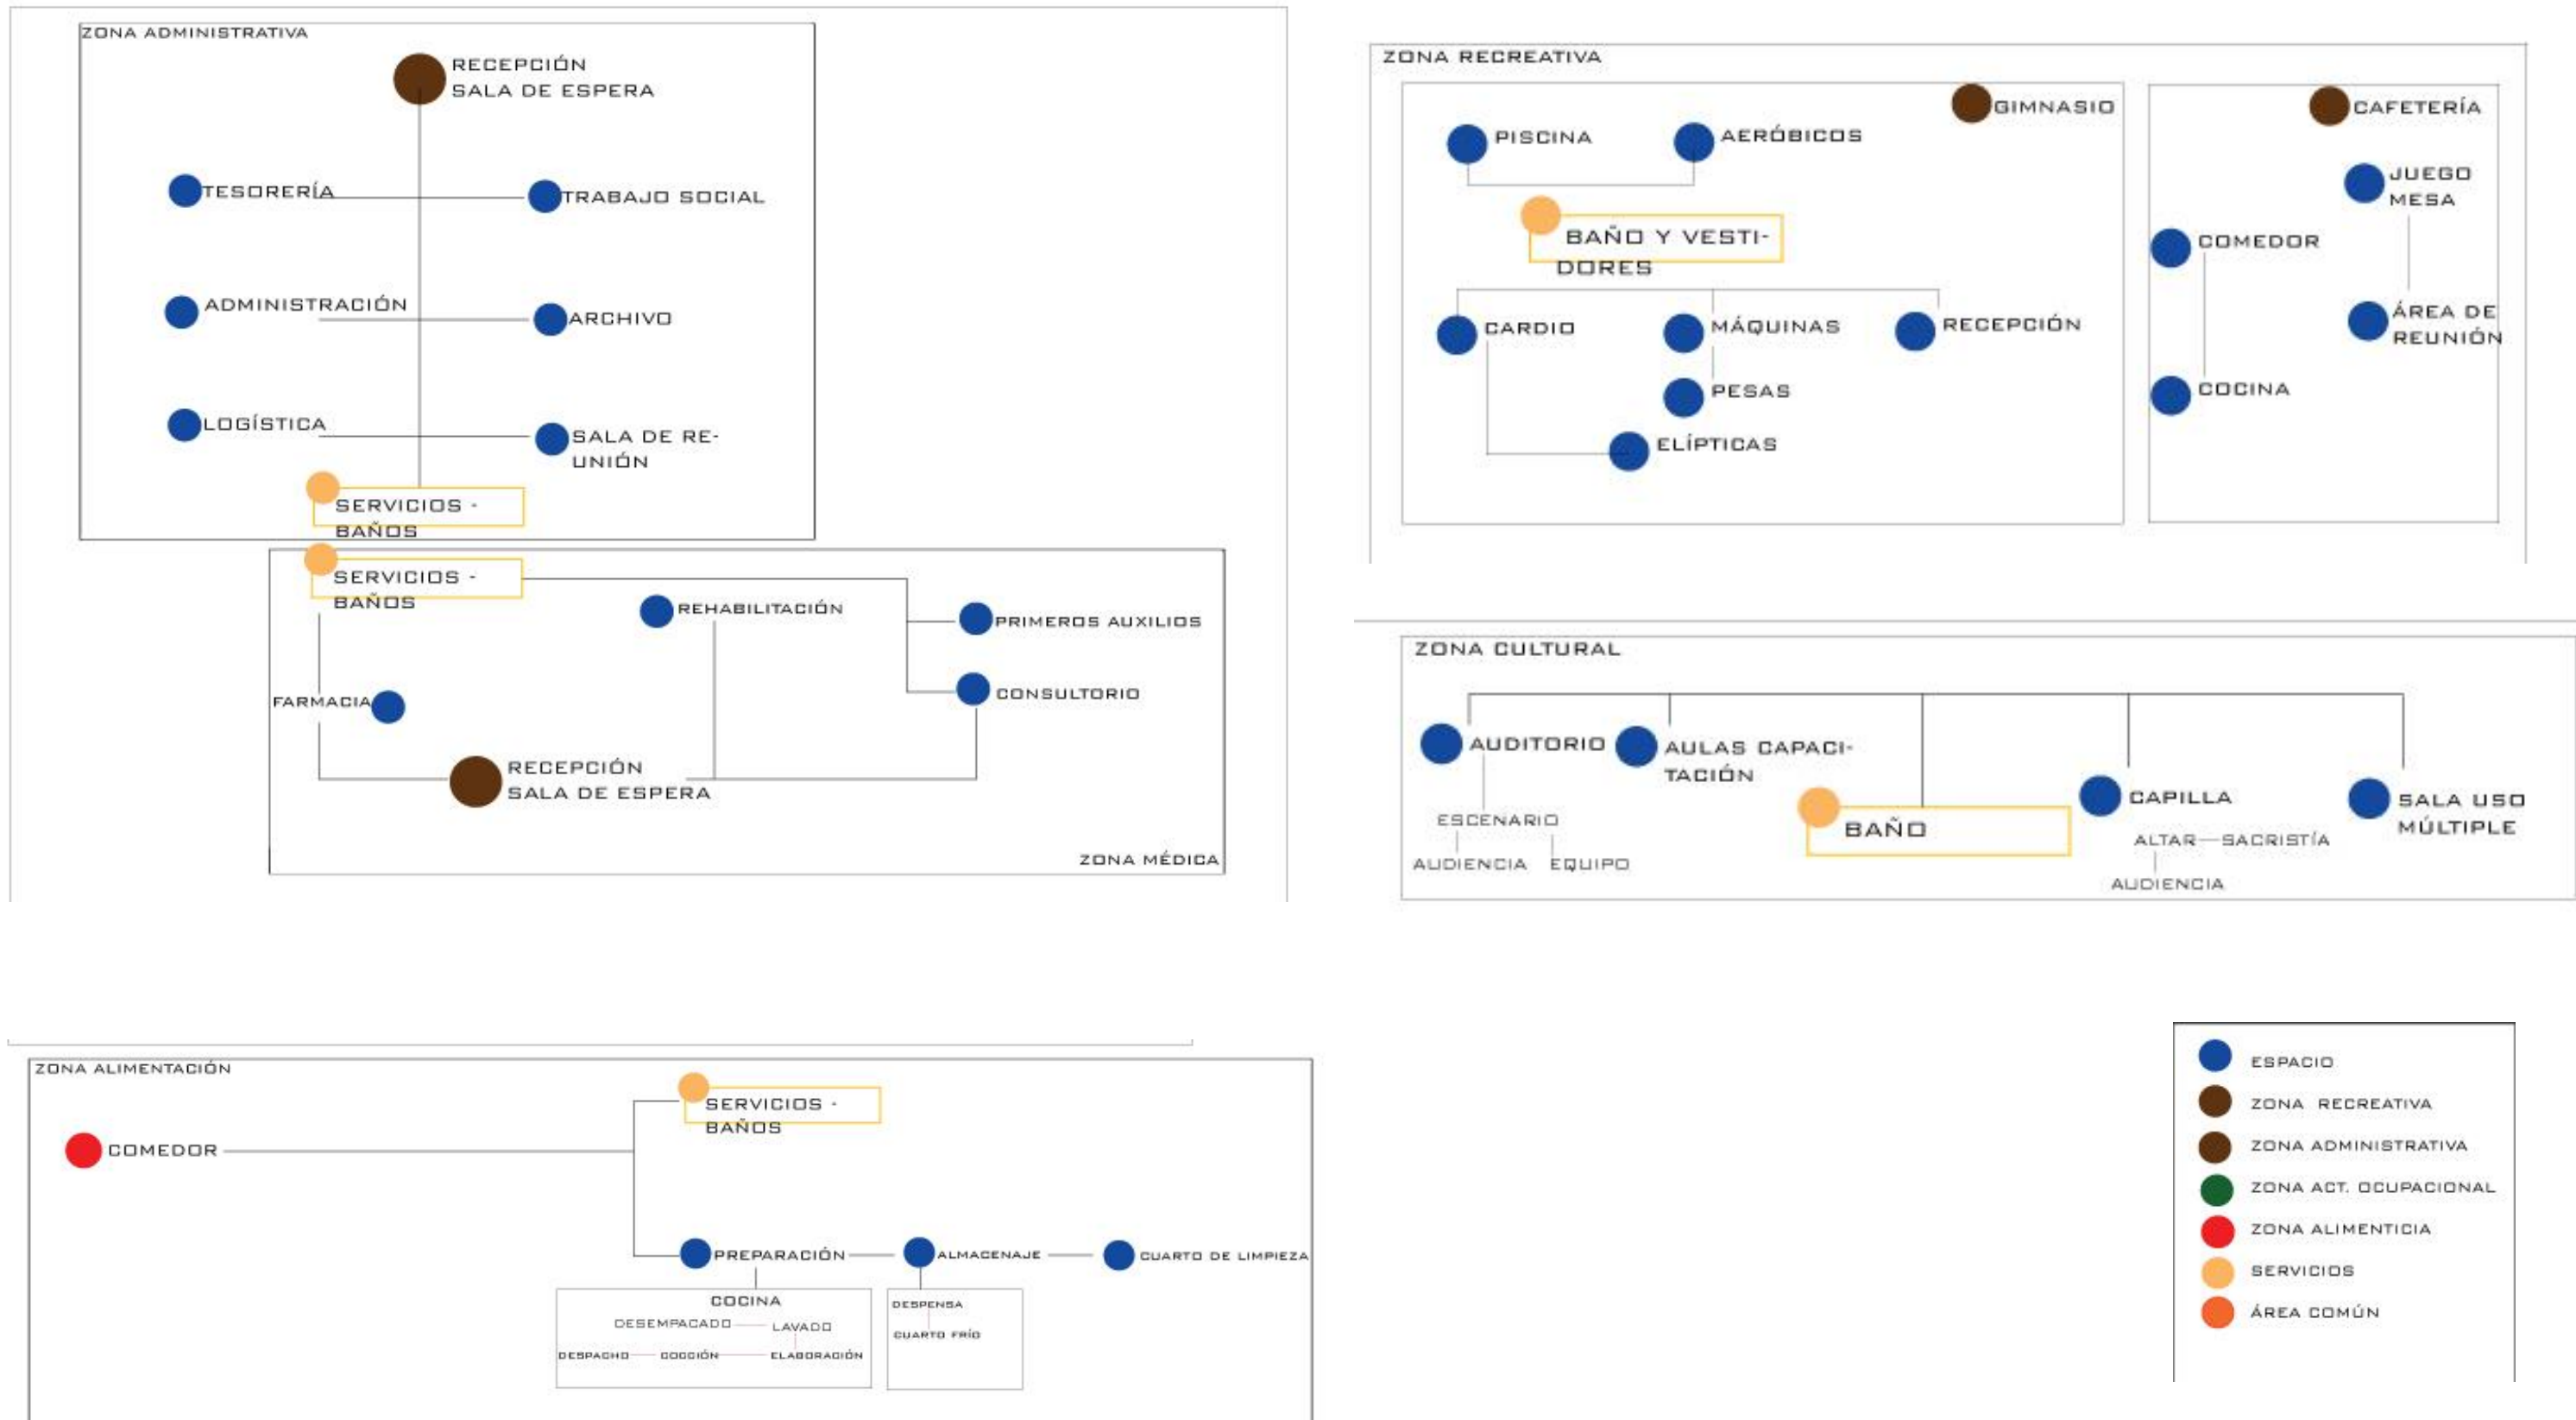 ZONA ADMINISTRATIVA
RECEPCIÓN
SALA DE ESPERA
TESORERÍA
TRABAJO SOCIAL
ADMINISTRACIÓN
ARCHIVO
LOGÍSTICA
SALA DE RE-
UNIÓN
SERVICIOS -
BAÑOS
SERVICIOS -
BAÑOS
REHABILITACIÓN
PRIMEROS AUXILIOS
FARMACIA
CONSULTORIO
RECEPCIÓN
SALA DE ESPERA
ZONA MÉDICA
ZONA RECREATIVA
GIMNASIO
PISCINA
AERÓBICOS
BAÑO Y VESTI-
DORES
CARDIO
MÁQUINAS
RECEPCIÓN
PESAS
ELÍPTICAS
CAFETERÍA
JUEGO
MESA
COMEDOR
ÁREA DE
REUNIÓN
COCINA
ZONA CULTURAL
AUDITORIO
AULAS CAPACI-
TACIÓN
ESCENARIO
AUDIENCIA
EQUIPO
BAÑO
CAPILLA
ALTAR
SACRISTÍA
AUDIENCIA
SALA USO
MÚLTIPLE
ZONA ALIMENTACIÓN
SERVICIOS -
BAÑOS
COMEDOR
PREPARACIÓN
ALMACENAJE
CUARTO DE LIMPIEZA
COCINA
DESEMPACADO
LAVADO
DESPACHO
COCCIÓN
ELABORACIÓN
DESPENSA
CUARTO FRÍO
ESPACIO
ZONA RECREATIVA
ZONA ADMINISTRATIVA
ZONA ACT. OCUPACIONAL
ZONA ALIMENTICIA
SERVICIOS
ÁREA COMÚN